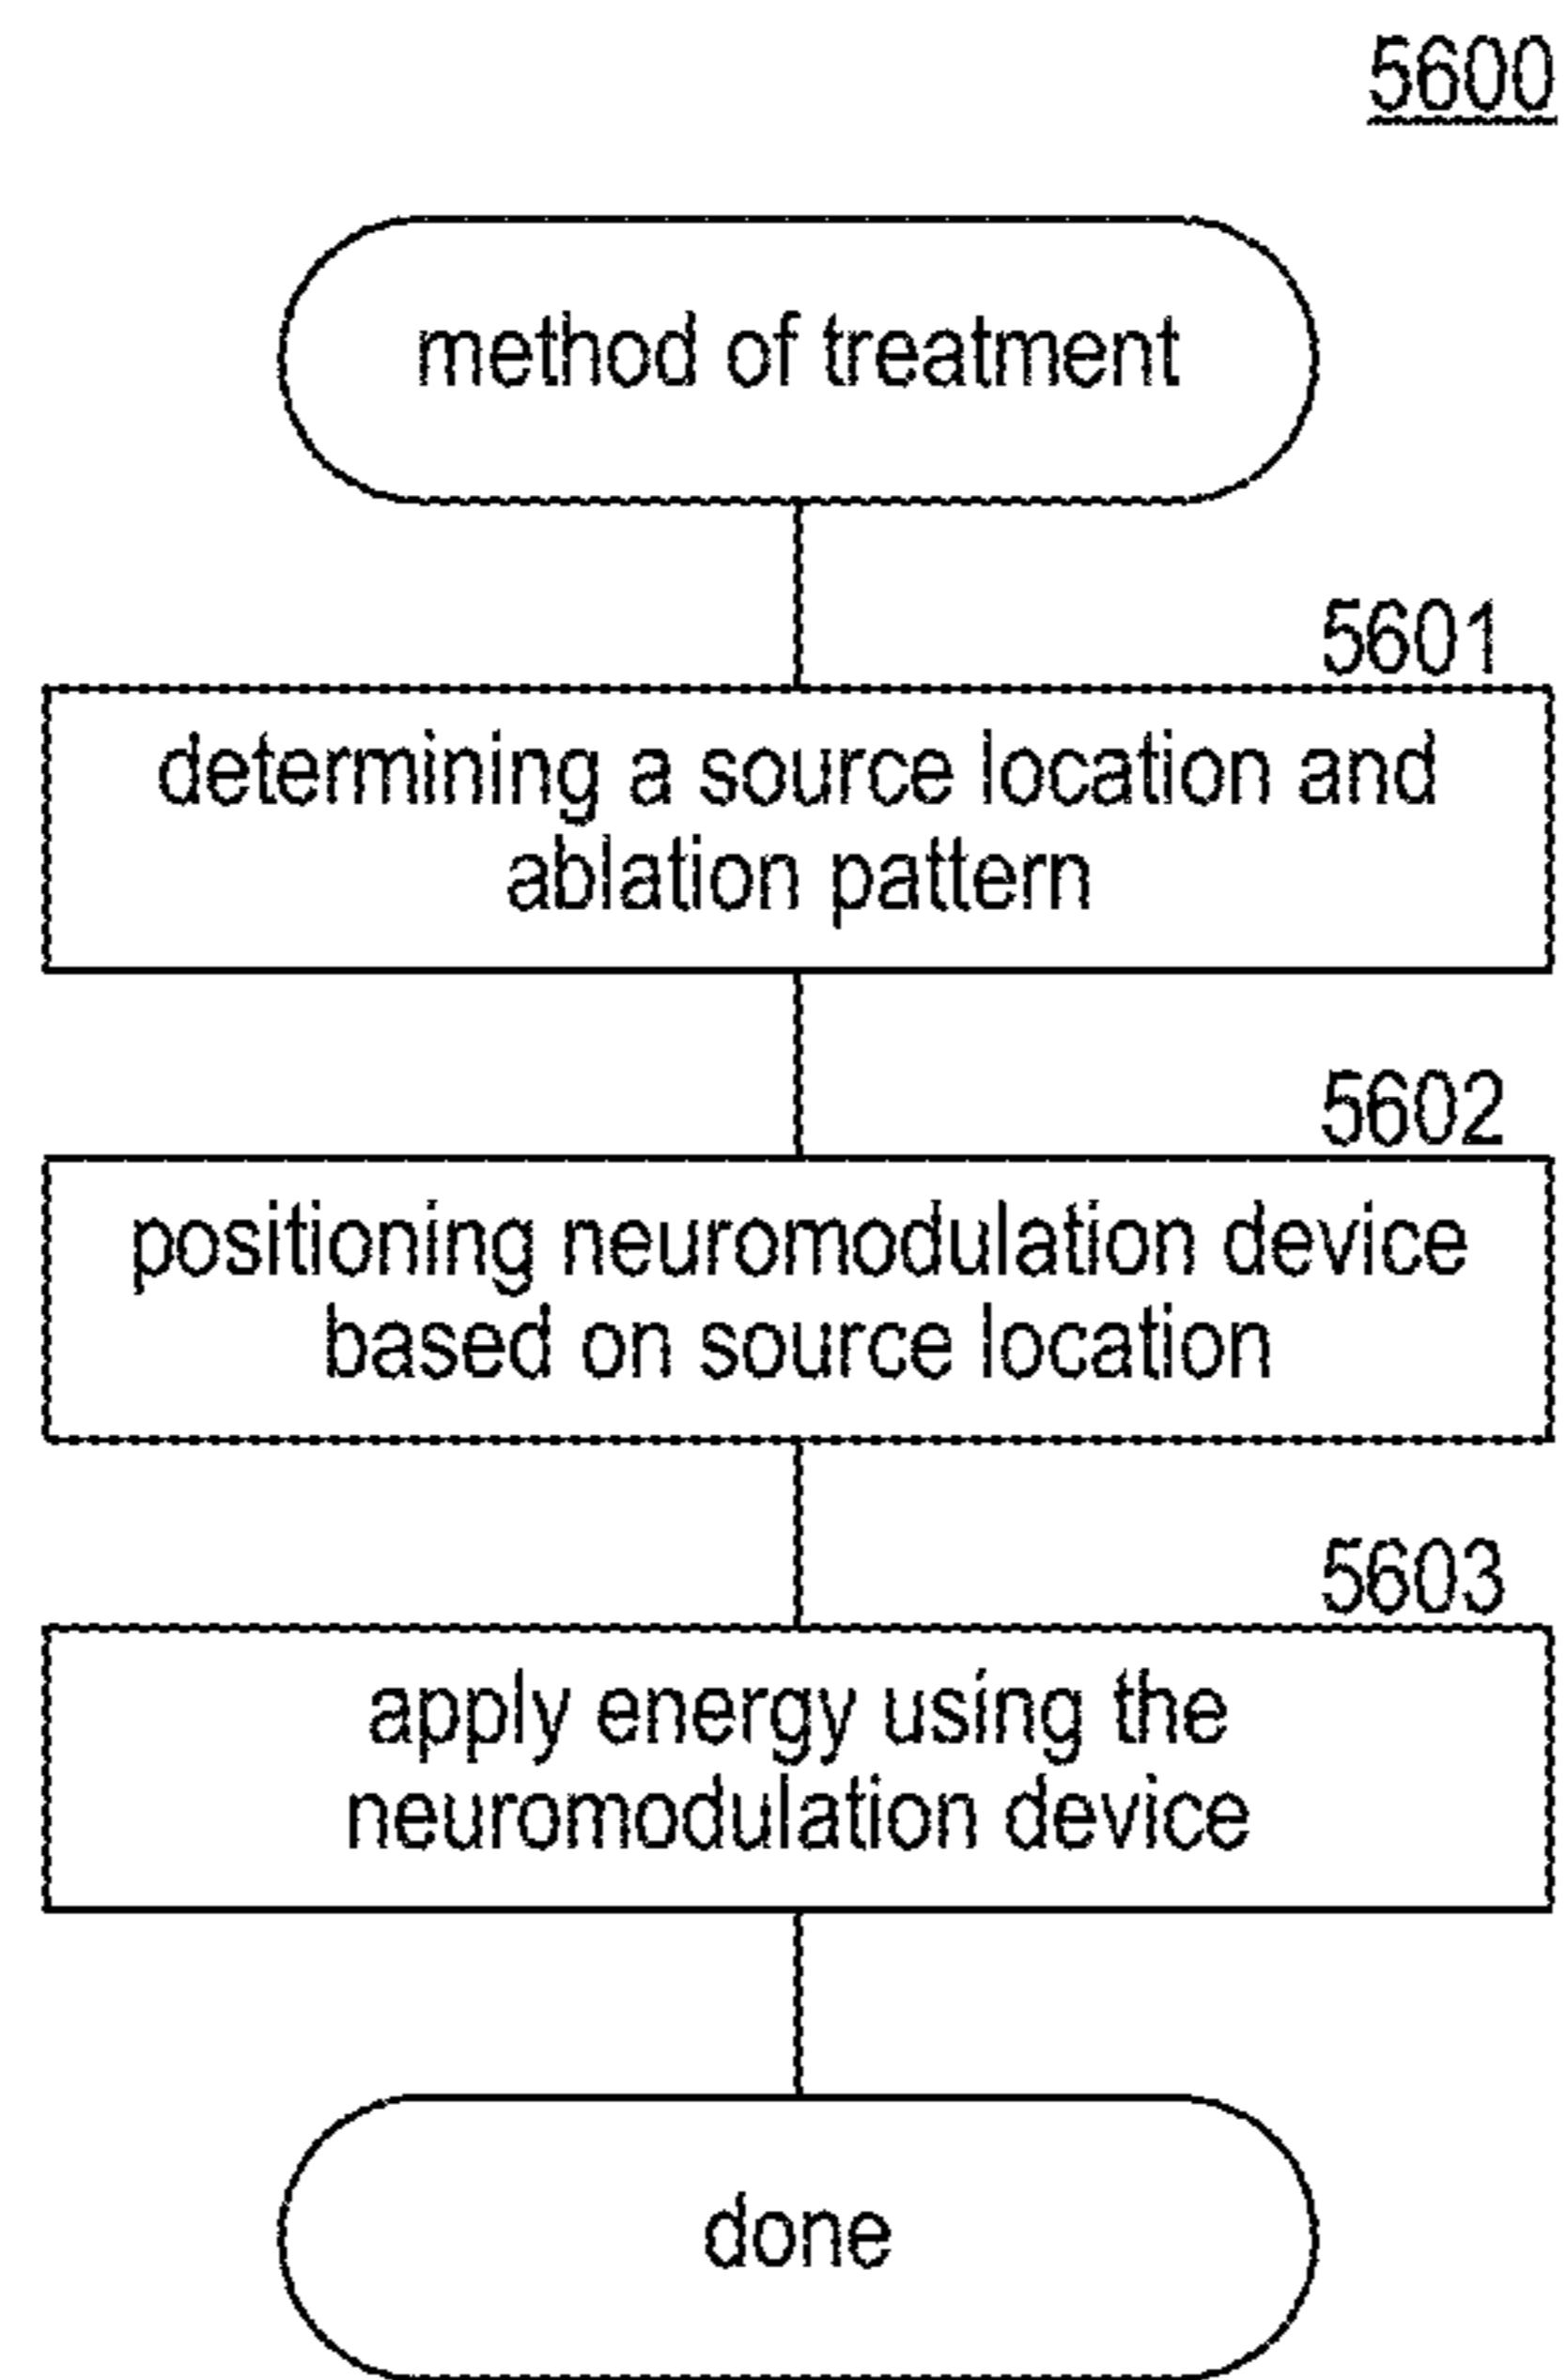 5600
method of treatment
5601
determining a source location and
ablation pattern
5602
positioning neuromodulation device
based on source location
5603
apply energy using the
neuromodulation device
done